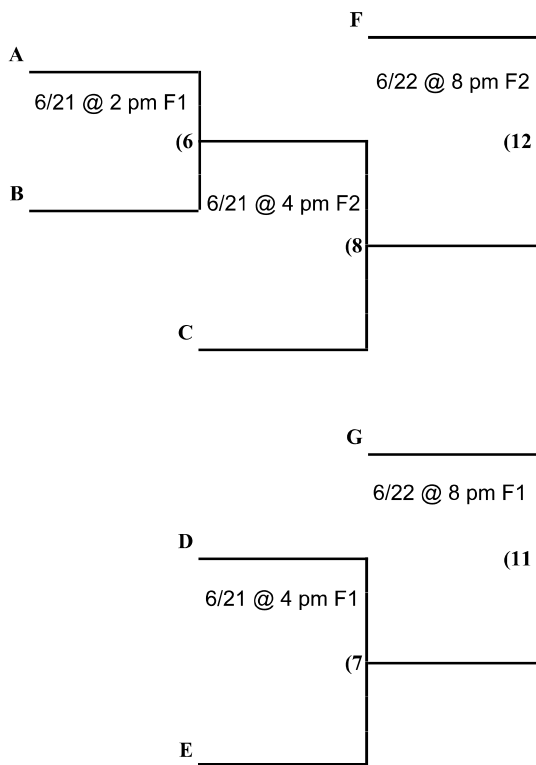 F
A
6/22 @ 8 pm F2
6/21 @ 2 pm F1
(6
(12
B
6/21 @ 4 pm F2
(8
C
G
6/22 @ 8 pm F1
D
(11
6/21 @ 4 pm F1
(7
E